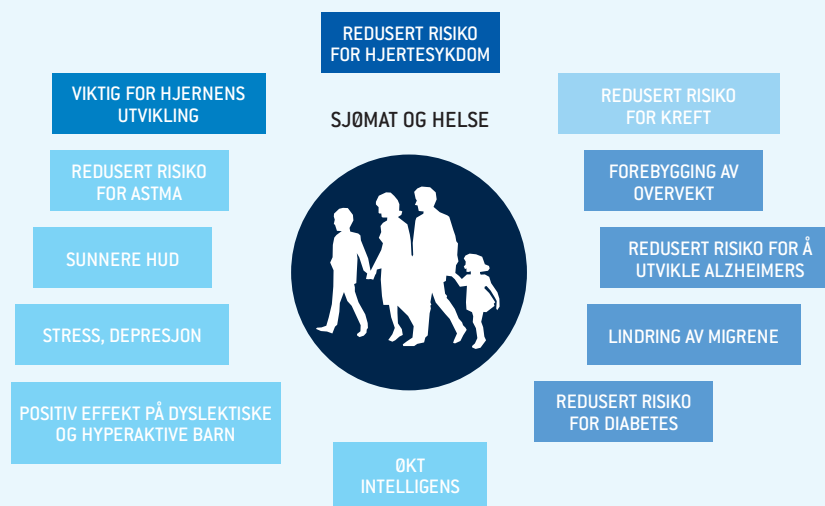 REDUSERT RISIKO
FOR HJERTESYKDOM
SJØMAT OG HELSE
VIKTIG FOR HJERNENS
UTVIKLING
REDUSERT RISIKO
FOR ASTMA
SUNNERE HUD
STRESS, DEPRESJON
POSITIV EFFEKT PÅ DYSLEKTISKE
OG HYPERAKTIVE BARN
ØKT
INTELLIGENS
REDUSERT RISIKO
FOR KREFT
FOREBYGGING AV
OVERVEKT
REDUSERT RISIKO FOR Å
UTVIKLE ALZHEIMERS
LINDRING AV MIGRENE
REDUSERT RISIKO
FOR DIABETES